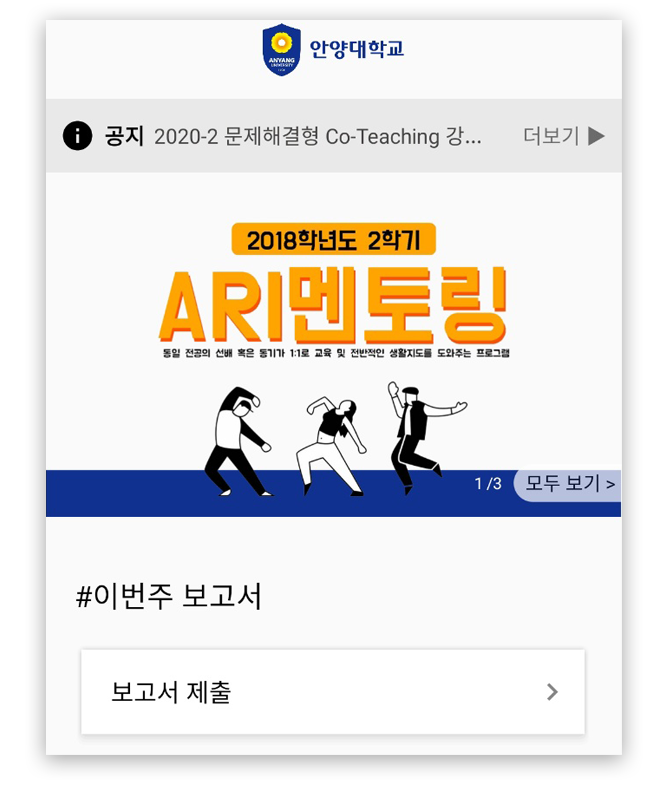 ANYANG
UNIVERSITY
안양대학교
공지 2020-2 문제해결형 Co-Teaching 강... 더보기 ▶
2018학년도 2학기
ARI멘토링
동일 전공의 선배 혹은 동기가 1:1로 교육 및 전반적인 생활지도를 도와주는 프로그램
1/3 모두 보기 >
#이번주 보고서
보고서 제출 >